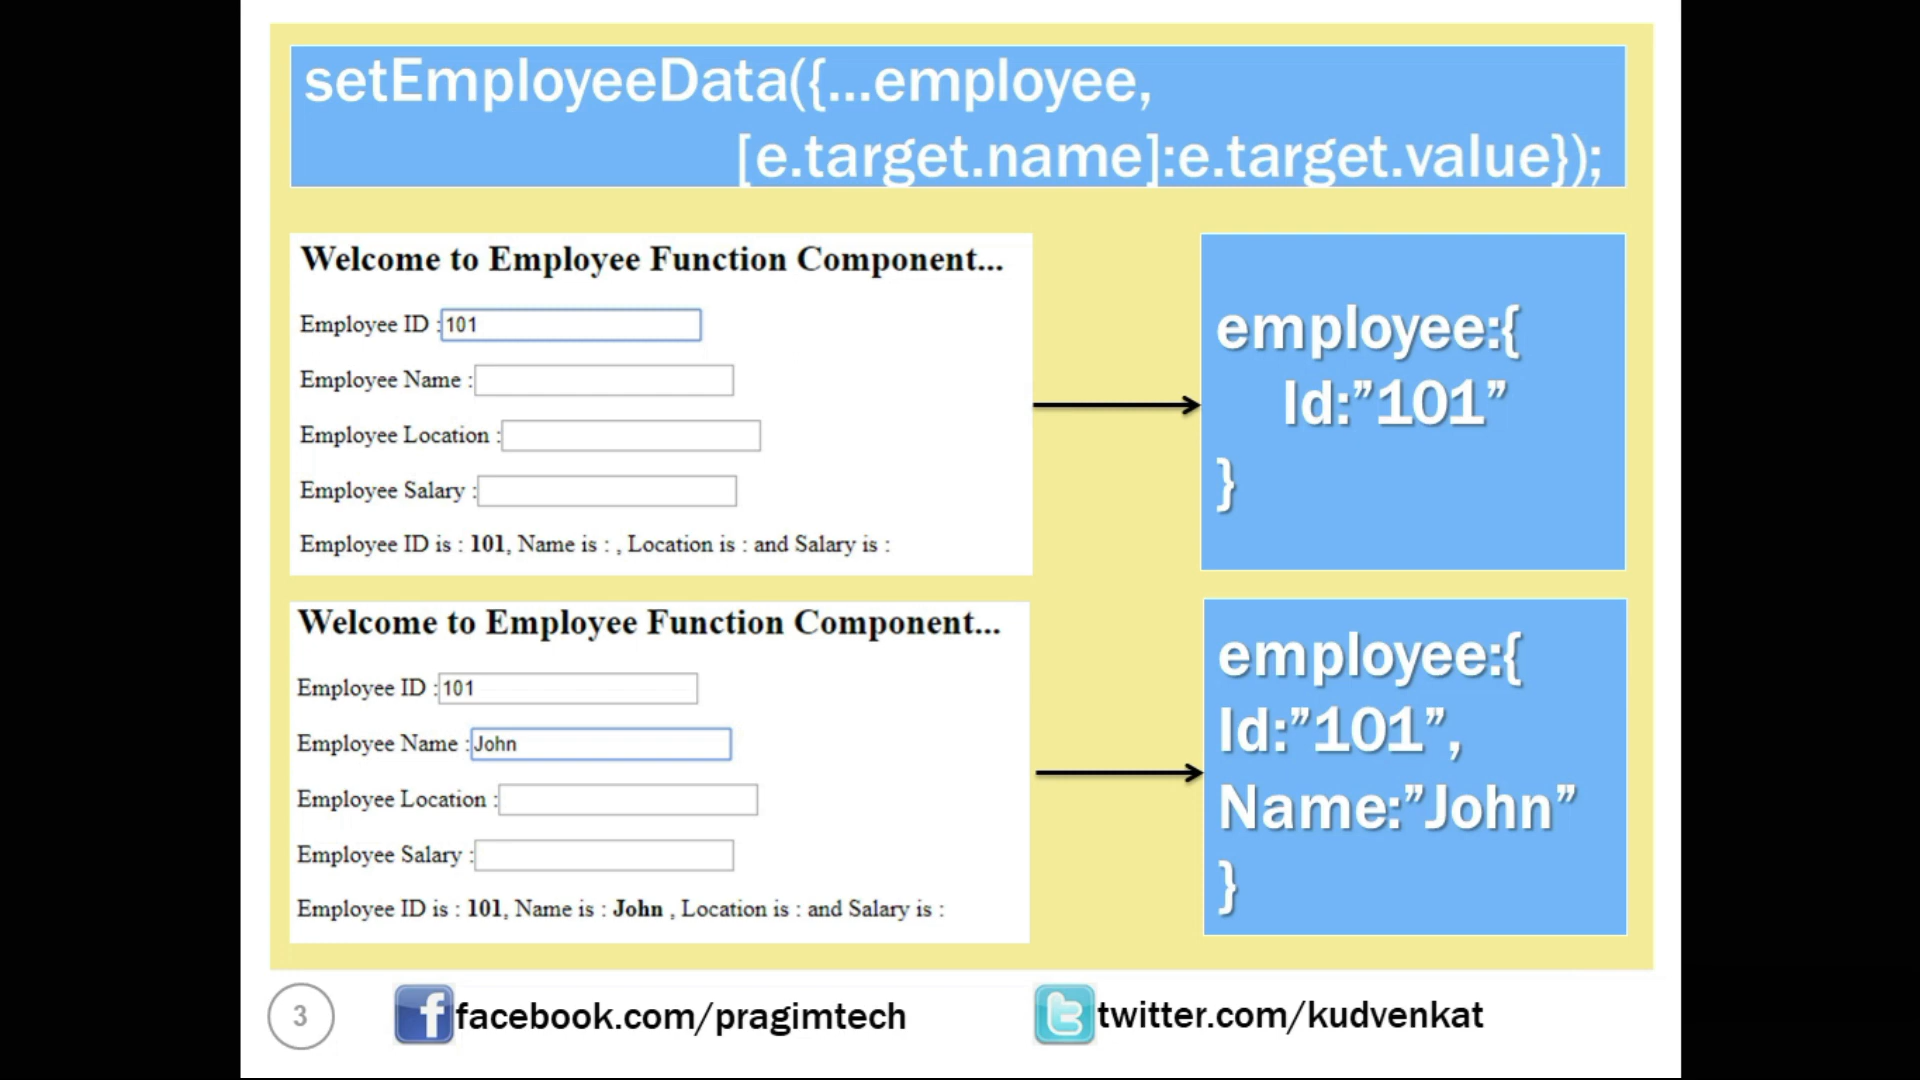 setEmployeeData({...employee,
[e.target.name]:e.target.value});
Welcome to Employee Function Component...
Employee ID :101
Employee Name :
Employee Location :
Employee Salary :
Employee ID is : 101, Name is : , Location is : and Salary is :
employee:{
Id:”101”
}
Welcome to Employee Function Component...
Employee ID :101
Employee Name :John
Employee Location :
Employee Salary :
Employee ID is : 101, Name is : John , Location is : and Salary is :
employee:{
Id:”101”,
Name:”John”
}
3
facebook.com/pragimtech
twitter.com/kudvenkat